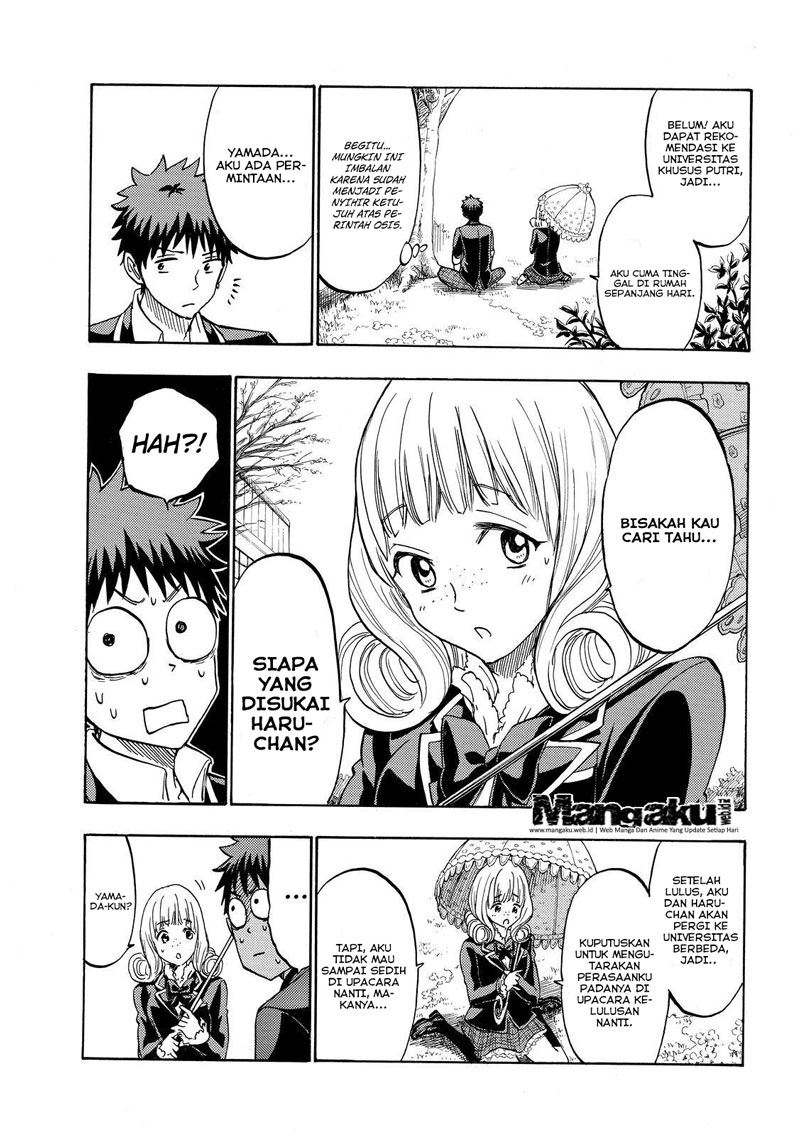 BELUM! AKU
DAPAT REKO-
MENDASI KE
UNIVERSITAS
KHUSUS PUTRI,
JADI...
AKU CUMA TING-
GAL DI RUMAH
SEPANJANG HARI.
BEGITU...
MUNGKIN INI
IMBALAN
KARENA SUDAH
MENJADI PE-
NYIHIR KETU-
JUH ATAS PE-
RINTAH OSIS.
YAMADA...
AKU ADA PER-
MINTAAN...
BISAKAH KAU
CARI TAHU...
SIAPA
YANG
DISUKAI
HARU-
CHAN?
HAH?!
Mangaku
.web.id
www.mangaku.web.id | Web Manga Dan Anime Yang Update Setiap Hari
SETELAH
LULUS, AKU
DAN HARU-
CHAN AKAN
PERGI KE
UNIVERSITAS
BERBEDA,
JADI..
KUPUTUSKAN
UNTUK MENGU-
TARAKAN
PERASAANKU
PADANYA DI
UPACARA KE-
LULUSAN
NANTI.
TAPI, AKU
TIDAK MAU
SAMPAI SEDIH
DI UPACARA
NANTI, MA-
KANYA...
...
YAMA-
DA-KUN?